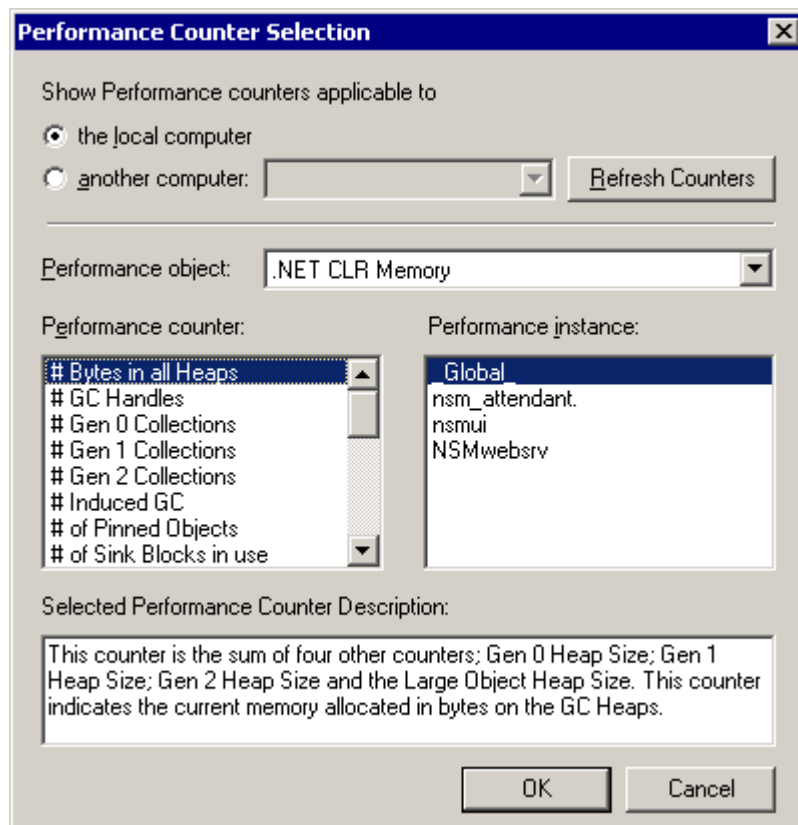 Performance Counter Selection
Show Performance counters applicable to
the local computer
another computer:
Refresh Counters
Performance object:
.NET CLR Memory
Performance counter:
Performance instance:
# Bytes in all Heaps
# GC Handles
# Gen 0 Collections
# Gen 1 Collections
# Gen 2 Collections
# Induced GC
# of Pinned Objects
# of Sink Blocks in use
_Global_
nsm_attendant.
nsmui
NSMwebsrv
Selected Performance Counter Description:
This counter is the sum of four other counters; Gen 0 Heap Size; Gen 1
Heap Size; Gen 2 Heap Size and the Large Object Heap Size. This counter
indicates the current memory allocated in bytes on the GC Heaps.
OK
Cancel